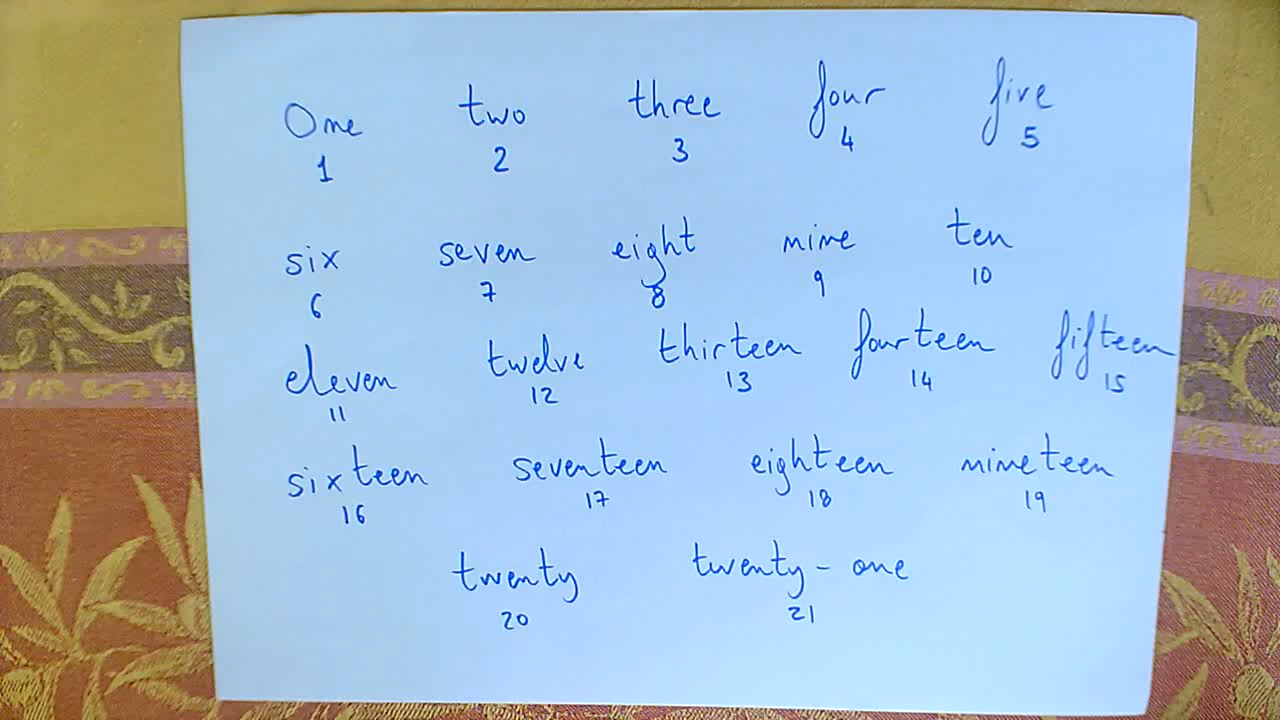 One two three four five
1 2 3 4 5
six seven eight nine ten
6 7 8 9 10
eleven twelve thirteen fourteen fifteen
11 12 13 14 15
sixteen seventeen eighteen nineteen
16 17 18 19
twenty twenty-one
20 21